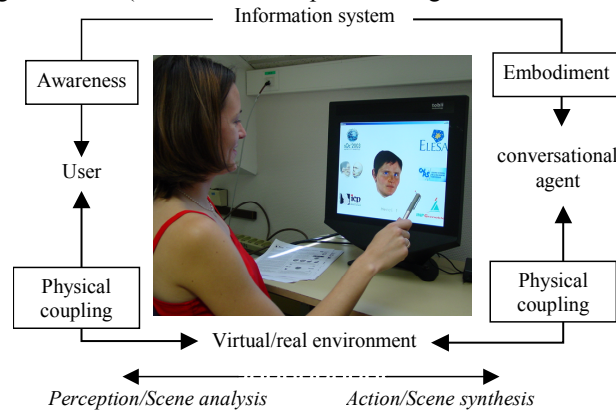 Information system
Awareness
Embodiment
User
conversational
agent
ELESA
icp
Physical
coupling
Physical
coupling
Virtual/real environment
Perception/Scene analysis
Action/Scene synthesis